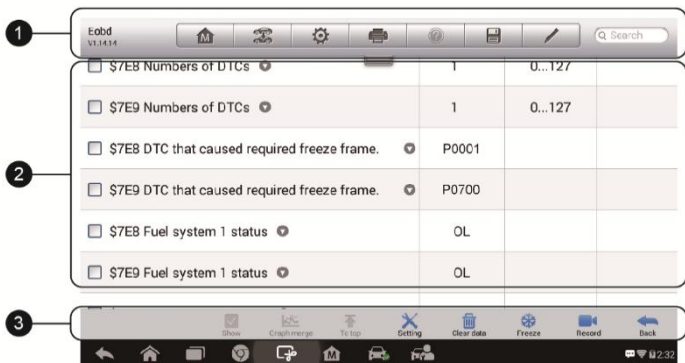 1
Eobd
V1.14.14
M
Search
2
$7E8 Numbers of DTCs 1 0...127
$7E9 Numbers of DTCs 1 0...127
$7E8 DTC that caused required freeze frame. P0001
$7E9 DTC that caused required freeze frame. P0700
$7E8 Fuel system 1 status OL
$7E9 Fuel system 1 status OL
3
Show Graph merge To top Setting Clear data Freeze Record Back
M 2:32